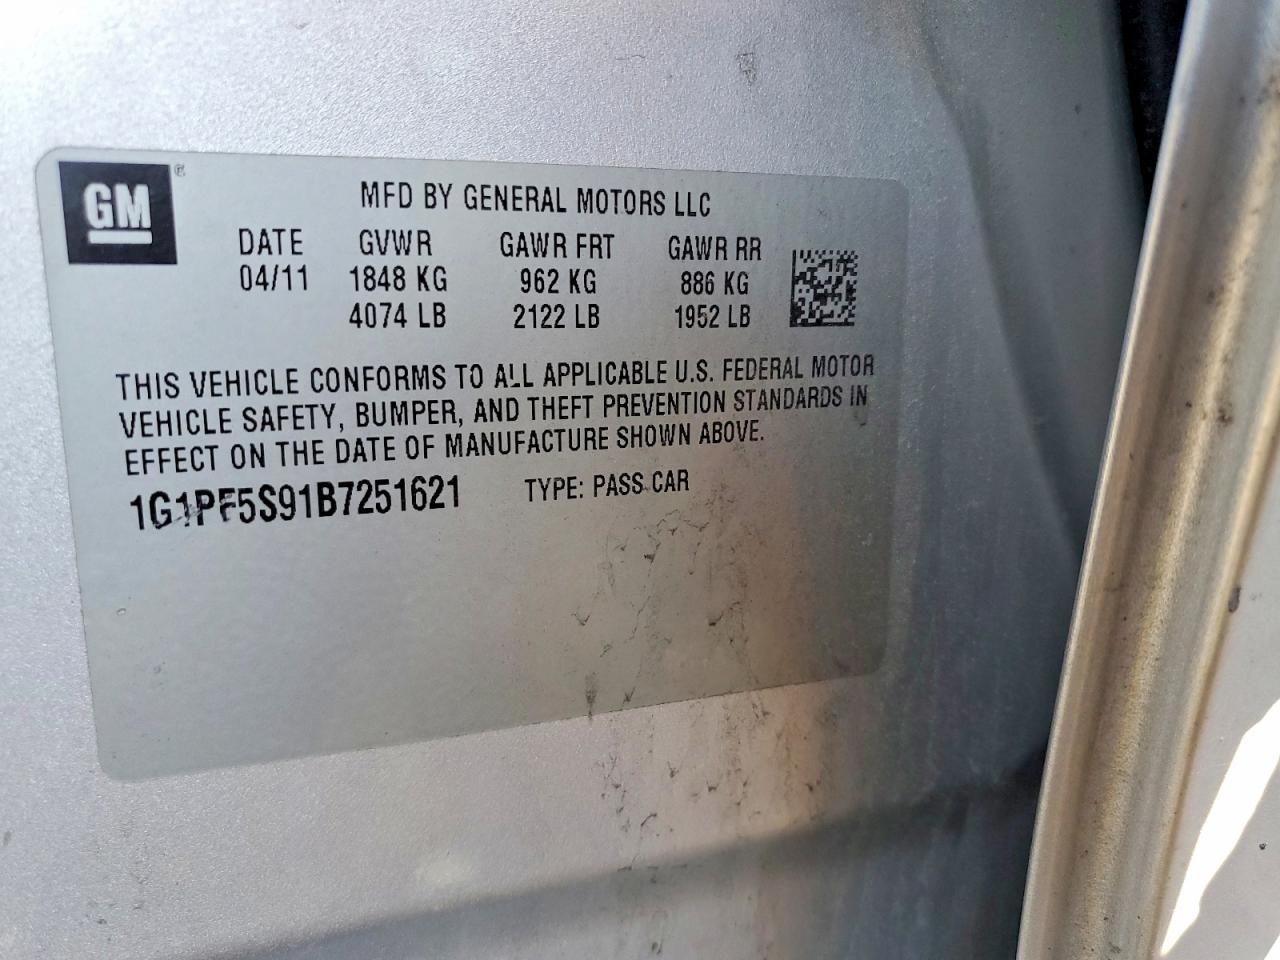 GM
®
MFD BY GENERAL MOTORS LLC
DATE GVWR GAWR FRT GAWR RR
04/11 1848 KG 962 KG 886 KG
4074 LB 2122 LB 1952 LB
THIS VEHICLE CONFORMS TO ALL APPLICABLE U.S. FEDERAL MOTOR
VEHICLE SAFETY, BUMPER, AND THEFT PREVENTION STANDARDS IN
EFFECT ON THE DATE OF MANUFACTURE SHOWN ABOVE.
1G1PF5S91B7251621 TYPE: PASS CAR